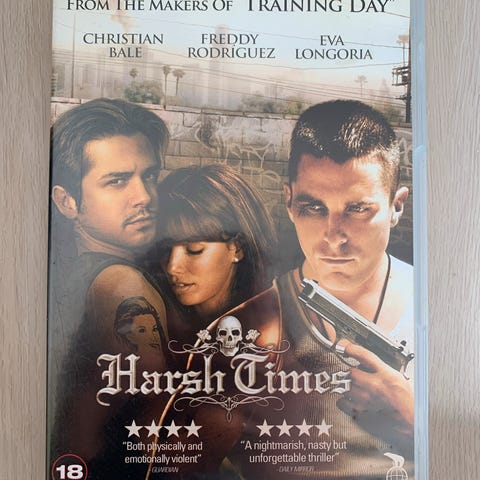 FROM THE MAKERS OF "TRAINING DAY"
CHRISTIAN BALE
FREDDY RODRÍGUEZ
EVA LONGORIA
Harsh Times
★★★★
"Both physically and
emotionally violent"
GUARDIAN
★★★★
"A nightmarish, nasty but
unforgettable thriller"
DAILY MIRROR
18